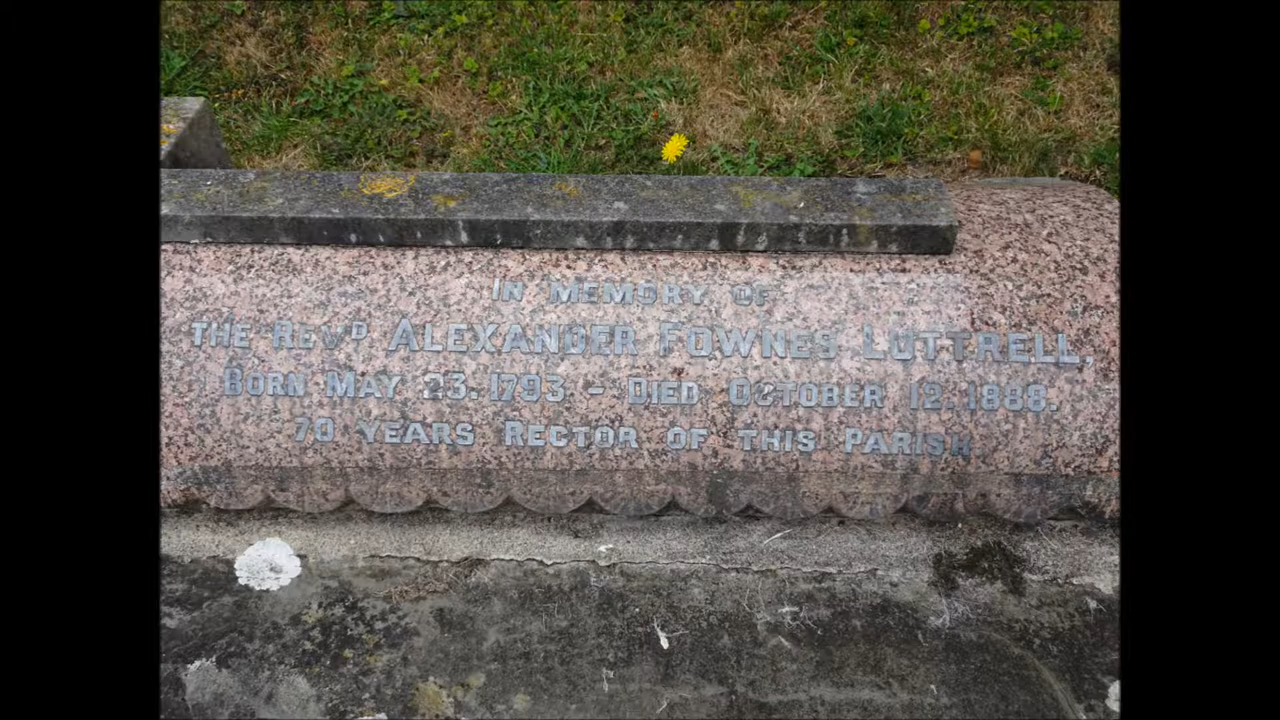 IN MEMORY OF
THE REVD ALEXANDER FOWNES LUTTRELL,
BORN MAY 23. 1793 - DIED OCTOBER 12. 1888.
70 YEARS RECTOR OF THIS PARISH